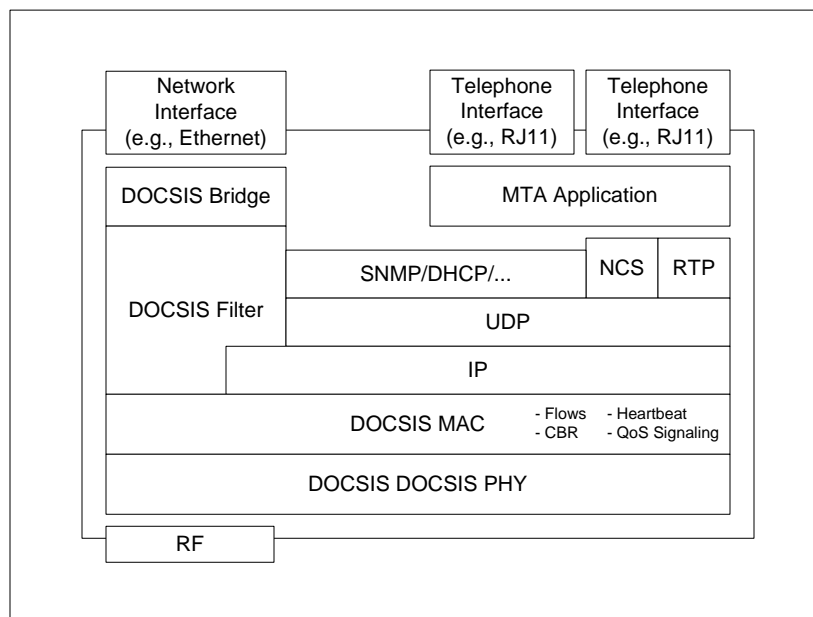 Network
Interface
(e.g., Ethernet)
Telephone
Interface
(e.g., RJ11)
Telephone
Interface
(e.g., RJ11)
DOCSIS Bridge
MTA Application
DOCSIS Filter
SNMP/DHCP/...
NCS
RTP
UDP
IP
DOCSIS MAC
- Flows - Heartbeat
- CBR - QoS Signaling
DOCSIS DOCSIS PHY
RF